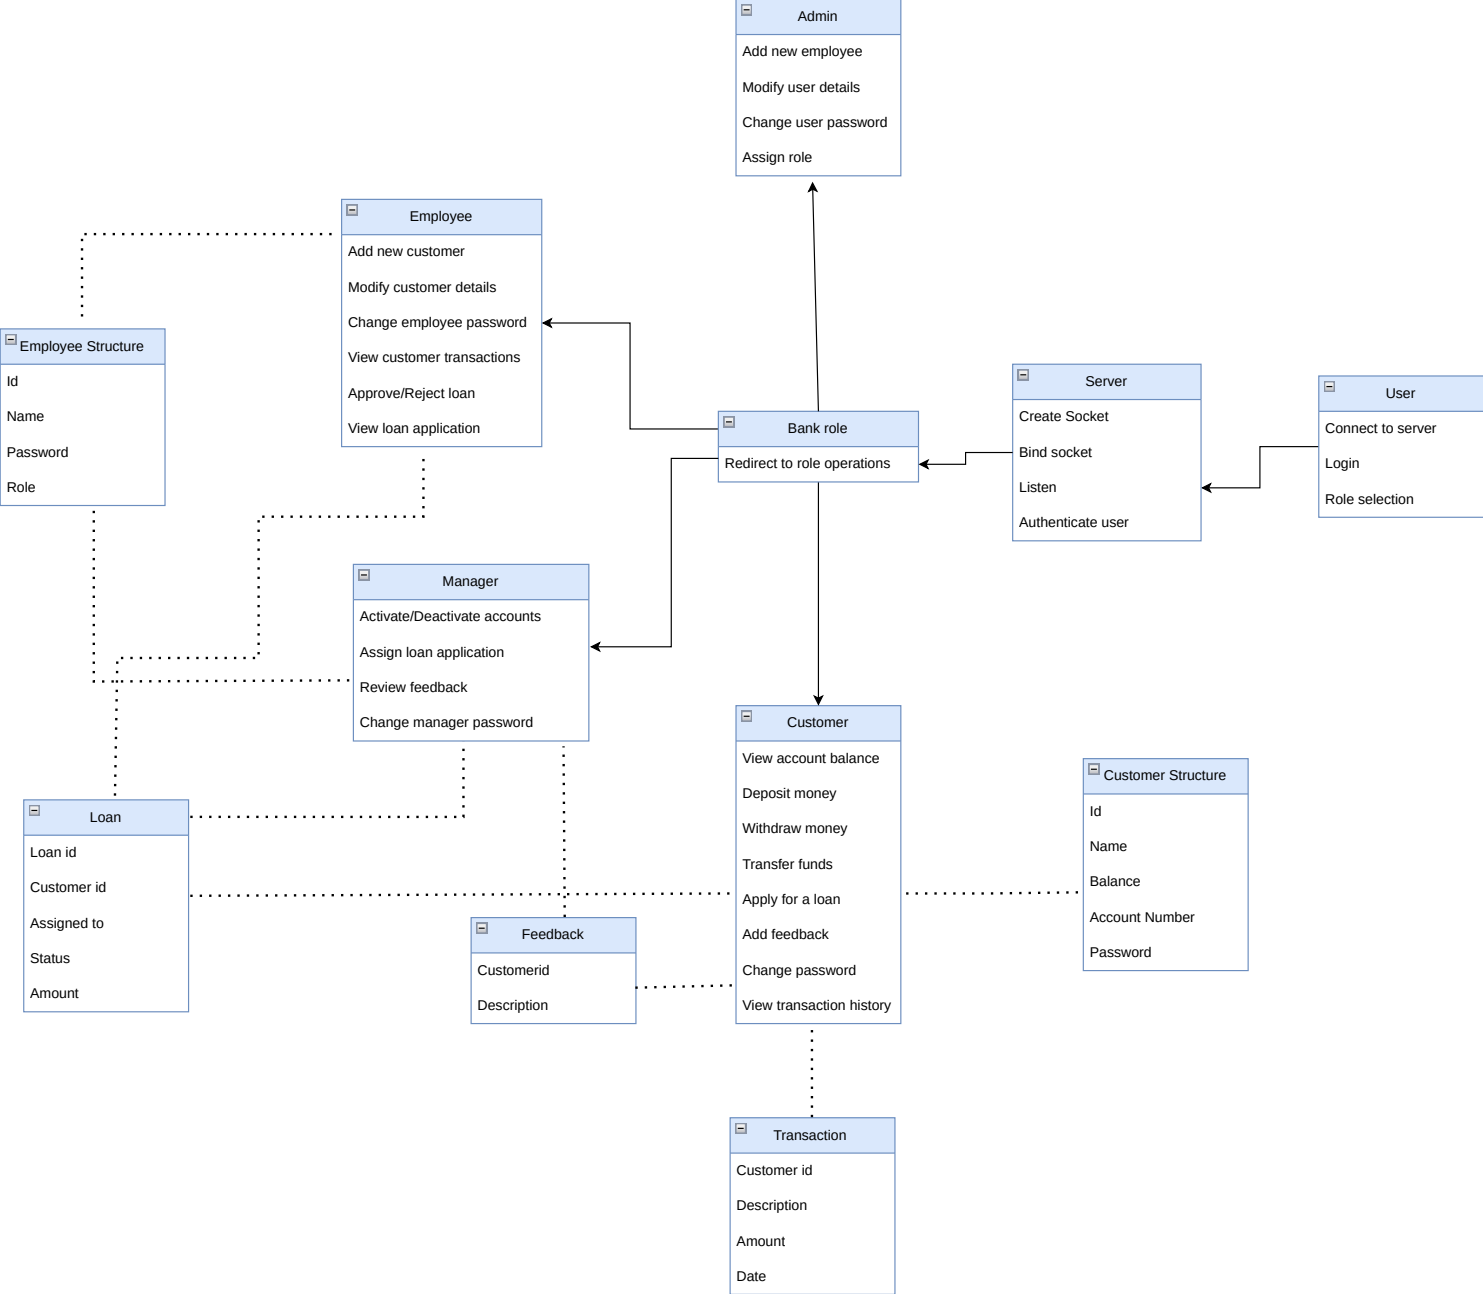 Admin
Add new employee
Modify user details
Change user password
Assign role
Employee
Add new customer
Modify customer details
Change employee password
View customer transactions
Approve/Reject loan
View loan application
Employee Structure
Id
Name
Password
Role
Bank role
Redirect to role operations
Server
Create Socket
Bind socket
Listen
Authenticate user
User
Connect to server
Login
Role selection
Manager
Activate/Deactivate accounts
Assign loan application
Review feedback
Change manager password
Customer
View account balance
Deposit money
Withdraw money
Transfer funds
Apply for a loan
Add feedback
Change password
View transaction history
Customer Structure
Id
Name
Balance
Account Number
Password
Loan
Loan id
Customer id
Assigned to
Status
Amount
Feedback
Customerid
Description
Transaction
Customer id
Description
Amount
Date